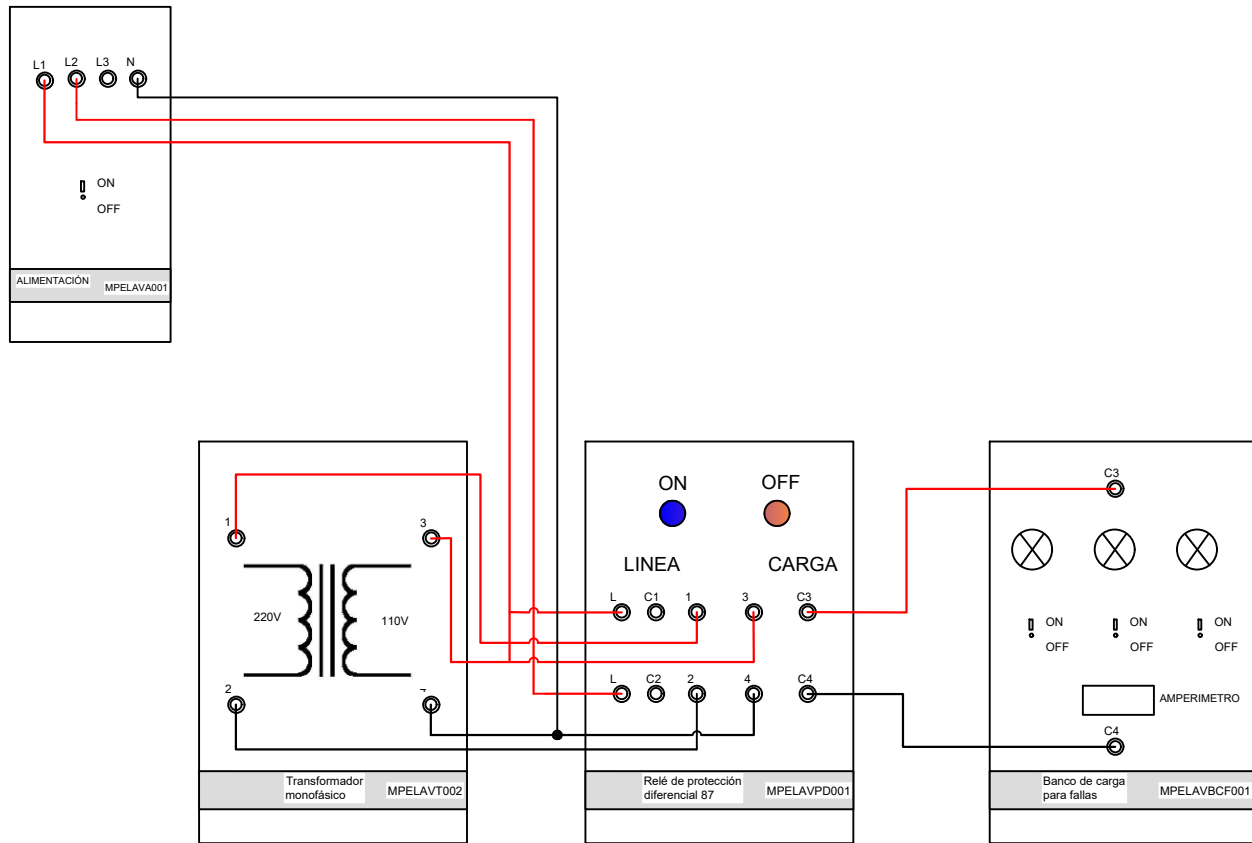 L1 L2 L3 N
ON
OFF
ALIMENTACIÓN MPELAVA001
1 3
220V 110V
2
Transformador
monofásico MPELAVT002
ON OFF
LINEA CARGA
L C1 1 3 C3
L C2 2 4 C4
Relé de protección
diferencial 87 MPELAVPD001
C3
ON ON ON
OFF OFF OFF
AMPERIMETRO
C4
Banco de carga
para fallas MPELAVBCF001